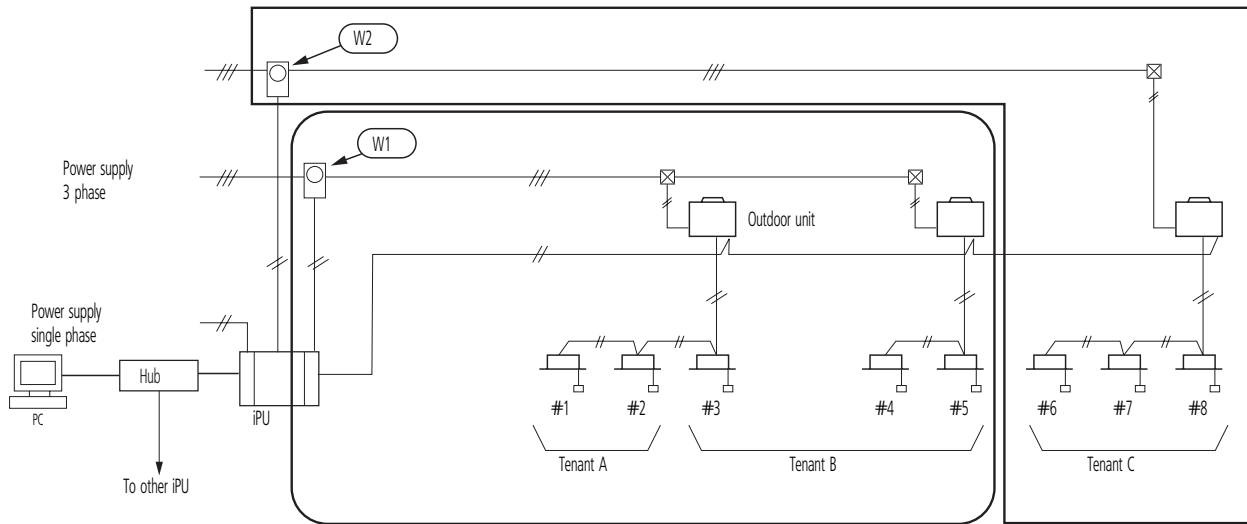 W2
W1
Power supply
3 phase
Outdoor unit
Power supply
single phase
Hub
PC
iPU
#1
#2
#3
#4
#5
#6
#7
#8
Tenant A
Tenant B
Tenant C
To other iPU